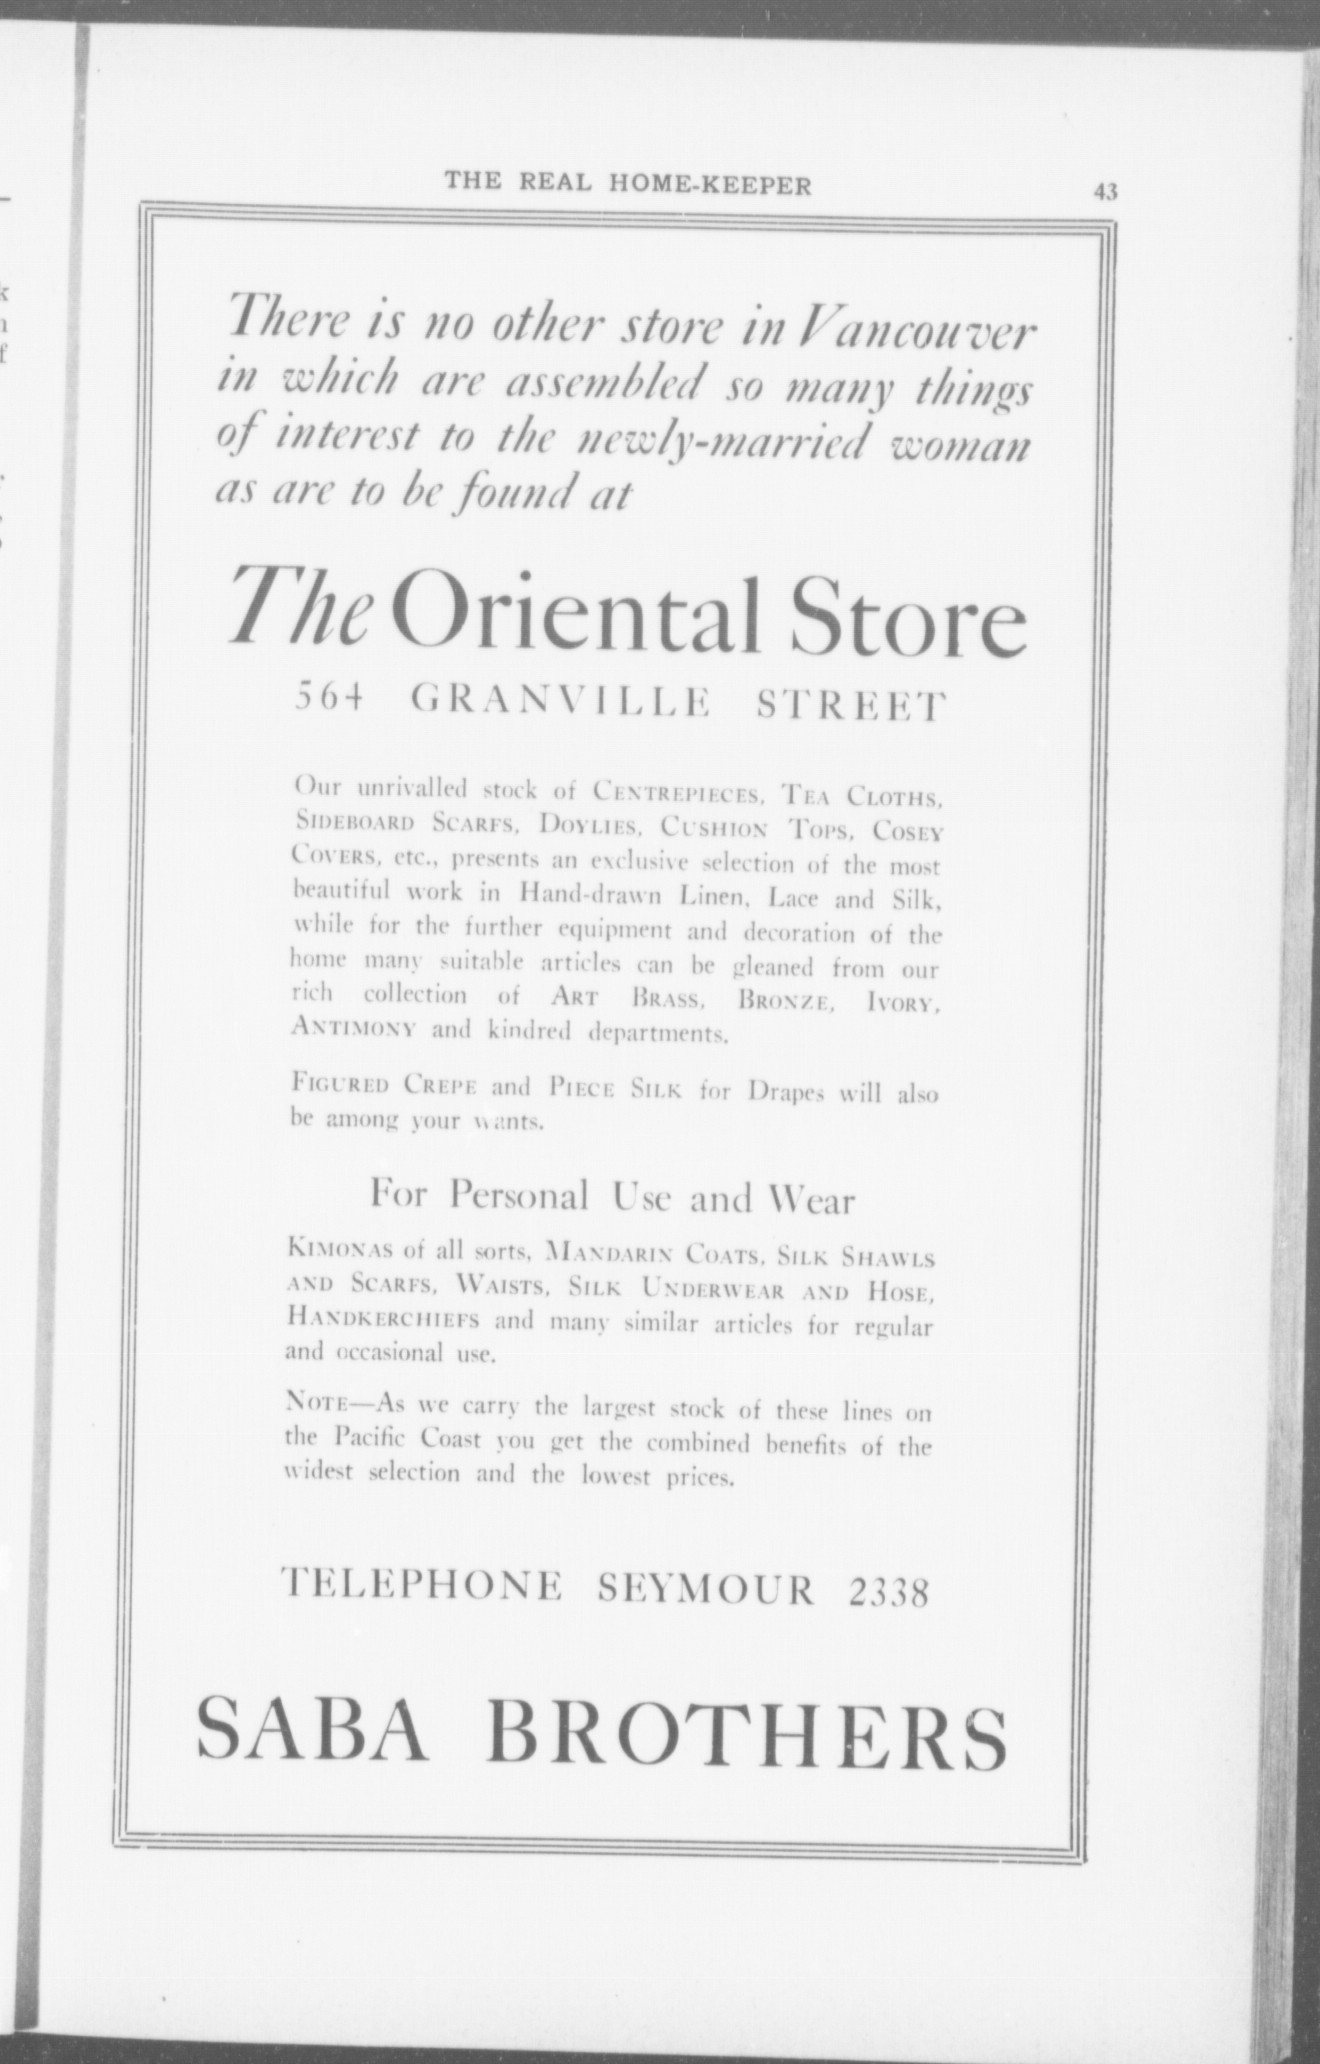 THE REAL HOME-KEEPER
43
There is no other store in Vancouver
in which are assembled so many things
of interest to the newly-married woman
as are to be found at
The Oriental Store
564 GRANVILLE STREET
Our unrivalled stock of CENTREPIECES, TEA CLOTHS,
SIDEBOARD SCARFS, DOYLIES, CUSHION TOPS, COSEY
COVERS, etc., presents an exclusive selection of the most
beautiful work in Hand-drawn Linen, Lace and Silk,
while for the further equipment and decoration of the
home many suitable articles can be gleaned from our
rich collection of ART BRASS, BRONZE, IVORY,
ANTIMONY and kindred departments.
FIGURED CREPE and PIECE SILK for Drapes will also
be among your wants.
For Personal Use and Wear
KIMONAS of all sorts, MANDARIN COATS, SILK SHAWLS
AND SCARFS, WAISTS, SILK UNDERWEAR AND HOSE,
HANDKERCHIEFS and many similar articles for regular
and occasional use.
NOTE—As we carry the largest stock of these lines on
the Pacific Coast you get the combined benefits of the
widest selection and the lowest prices.
TELEPHONE SEYMOUR 2338
SABA BROTHERS